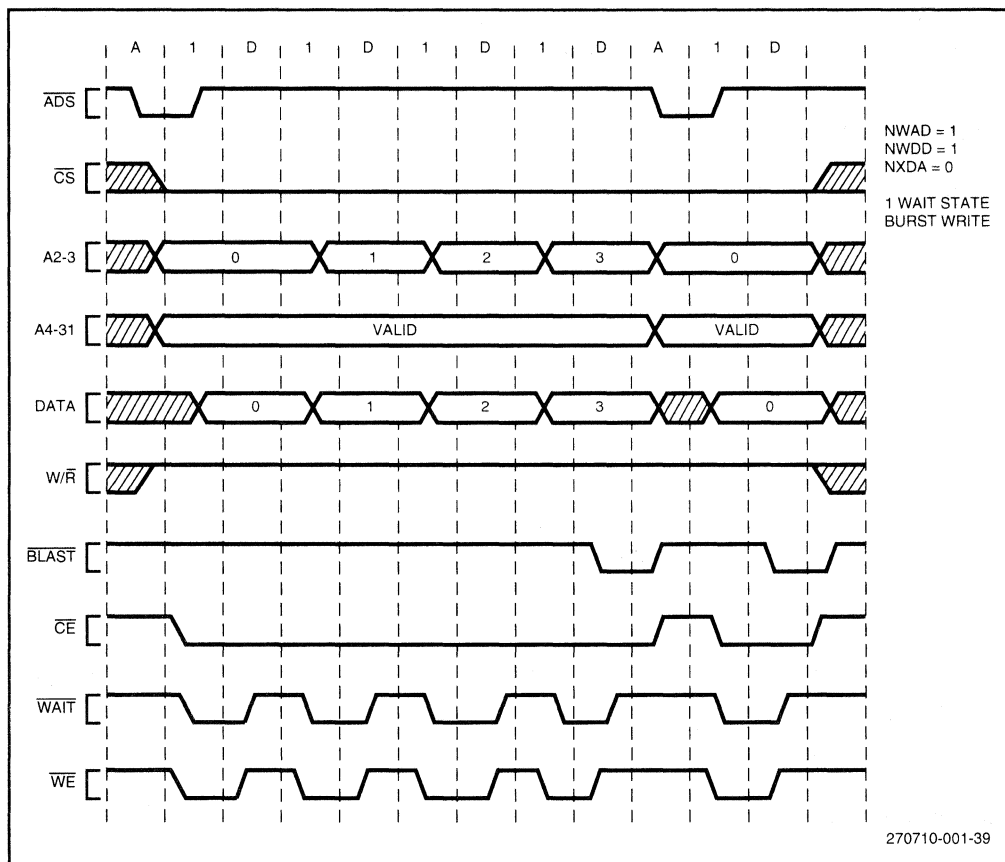 A 1 D 1 D 1 D 1 D A 1 D
ADS
NWAD = 1
NWDD = 1
NXDA = 0
CS
1 WAIT STATE
BURST WRITE
A2-3 0 1 2 3 0
A4-31 VALID VALID
DATA 0 1 2 3 0
W/R
BLAST
CE
WAIT
WE
270710-001-39